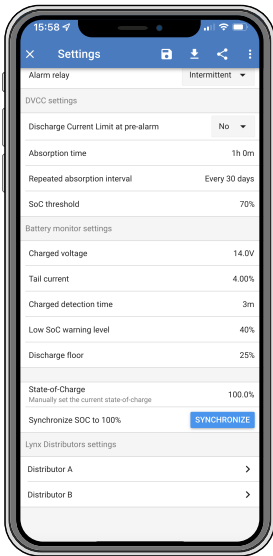 15:58
Settings
Alarm relay Intermittent
DVCC settings
Discharge Current Limit at pre-alarm No
Absorption time 1h 0m
Repeated absorption interval Every 30 days
SoC threshold 70%
Battery monitor settings
Charged voltage 14.0V
Tail current 4.00%
Charged detection time 3m
Low SoC warning level 40%
Discharge floor 25%
State-of-Charge 100.0%
Manually set the current state-of-charge
Synchronize SOC to 100% SYNCHRONIZE
Lynx Distributors settings
Distributor A
Distributor B